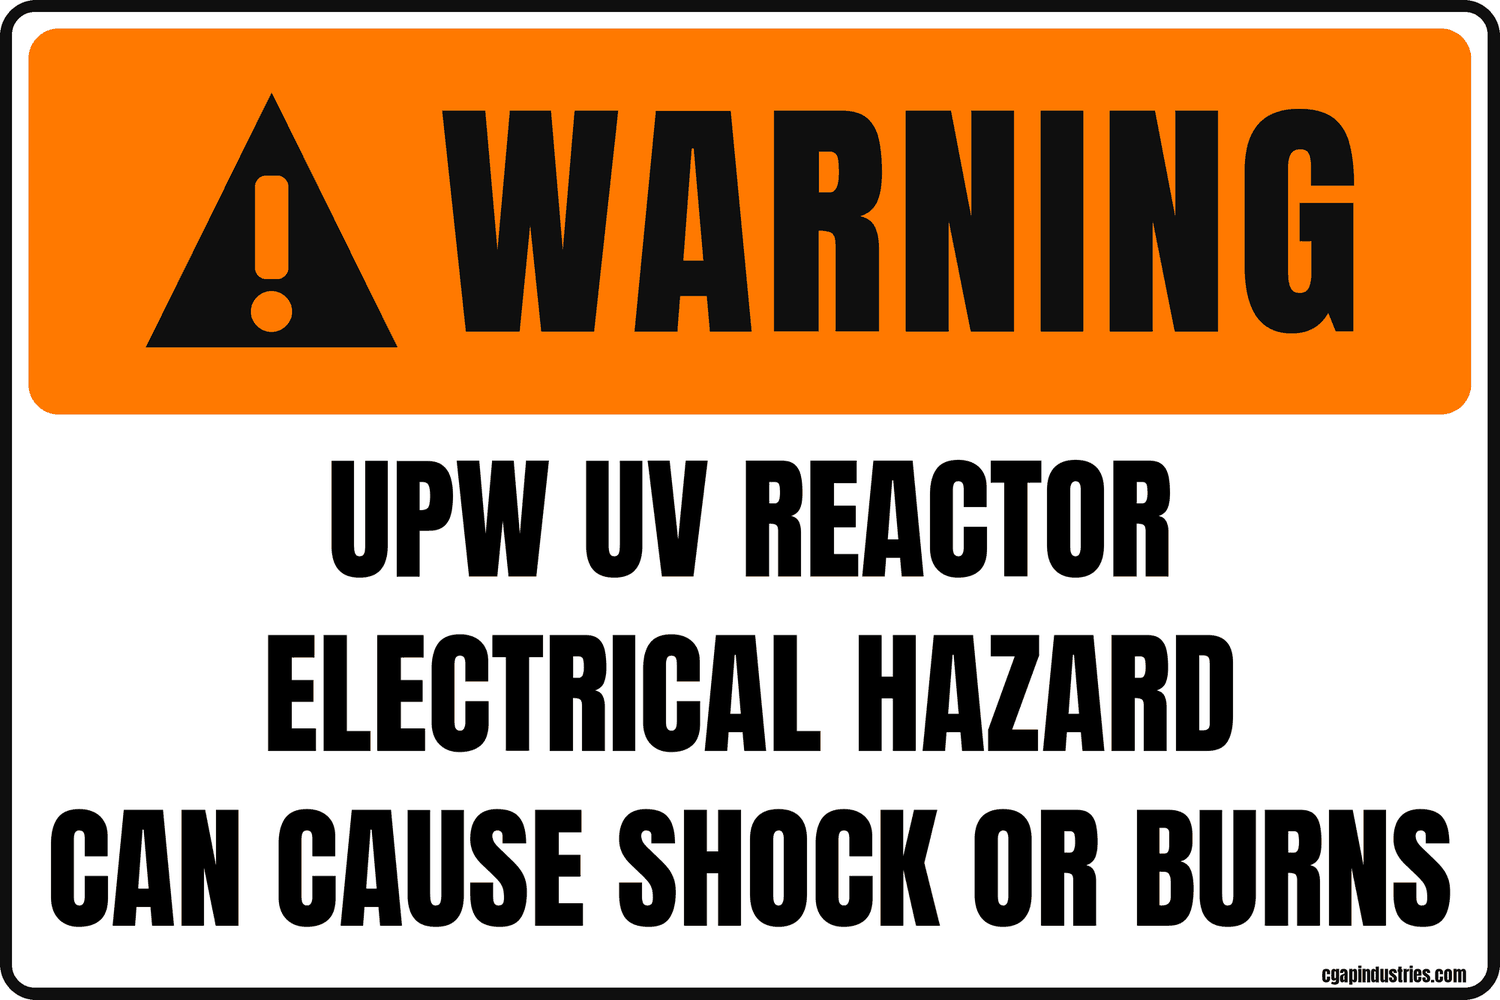 WARNING
UPW UV REACTOR
ELECTRICAL HAZARD
CAN CAUSE SHOCK OR BURNS
cgapindustries.com